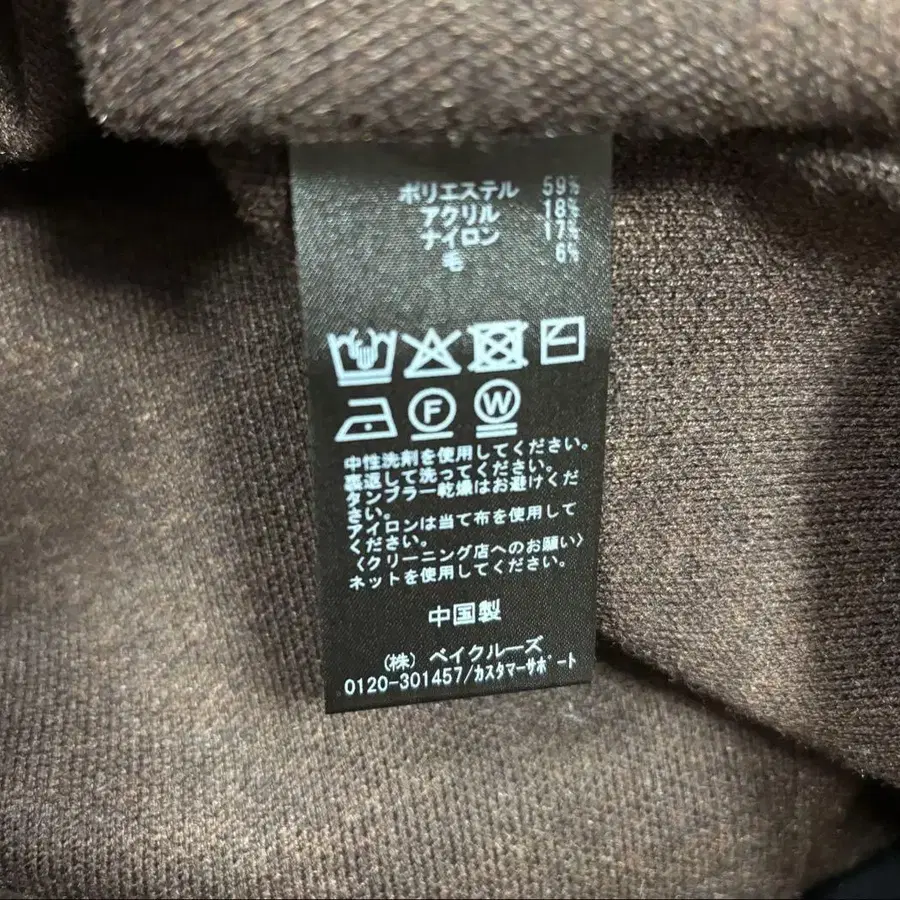 ポリエステル 59%
アクリル 18%
ナイロン 17%
毛 6%
F W
中性洗剤を使用してください。
裏返して洗ってください。
タンブラー乾燥はお避けくだ
さい。
アイロンは当て布を使用して
ください。
〈クリーニング店へのお願い〉
ネットを使用してください。
中国製
(株) ベイクルーズ
0120-301457/カスタマーサポート